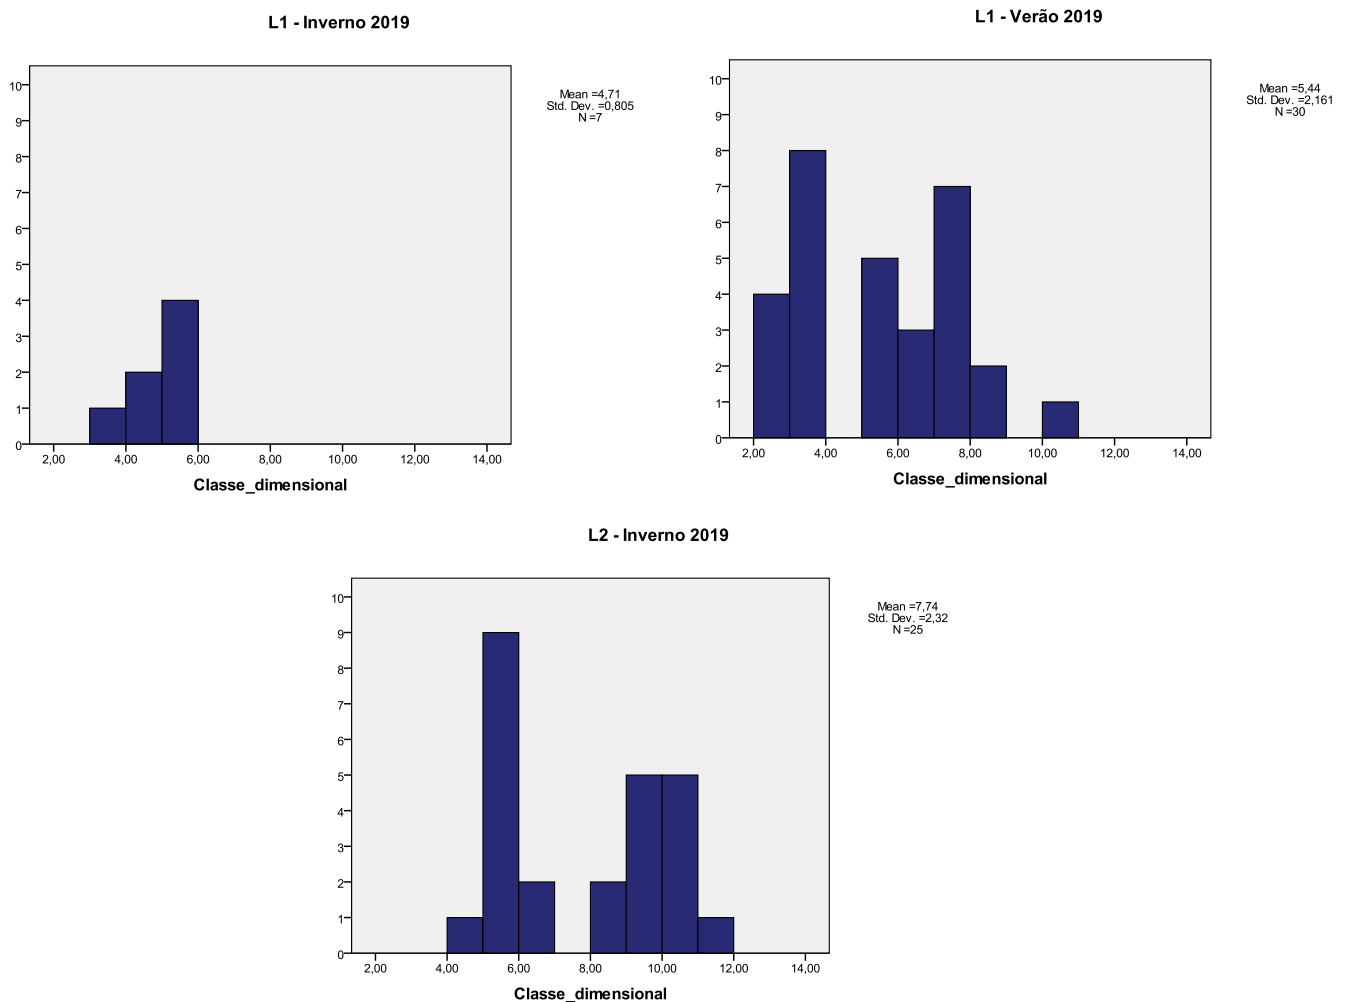 L1 - Inverno 2019
10
9
8
7
6
5
4
3
2
1
0
2,00 4,00 6,00 8,00 10,00 12,00 14,00
Classe_dimensional
Mean =4,71
Std. Dev. =0,805
N =7
L1 - Verão 2019
10
9
8
7
6
5
4
3
2
1
0
2,00 4,00 6,00 8,00 10,00 12,00 14,00
Classe_dimensional
Mean =5,44
Std. Dev. =2,161
N =30
L2 - Inverno 2019
10
9
8
7
6
5
4
3
2
1
0
2,00 4,00 6,00 8,00 10,00 12,00 14,00
Classe_dimensional
Mean =7,74
Std. Dev. =2,32
N =25